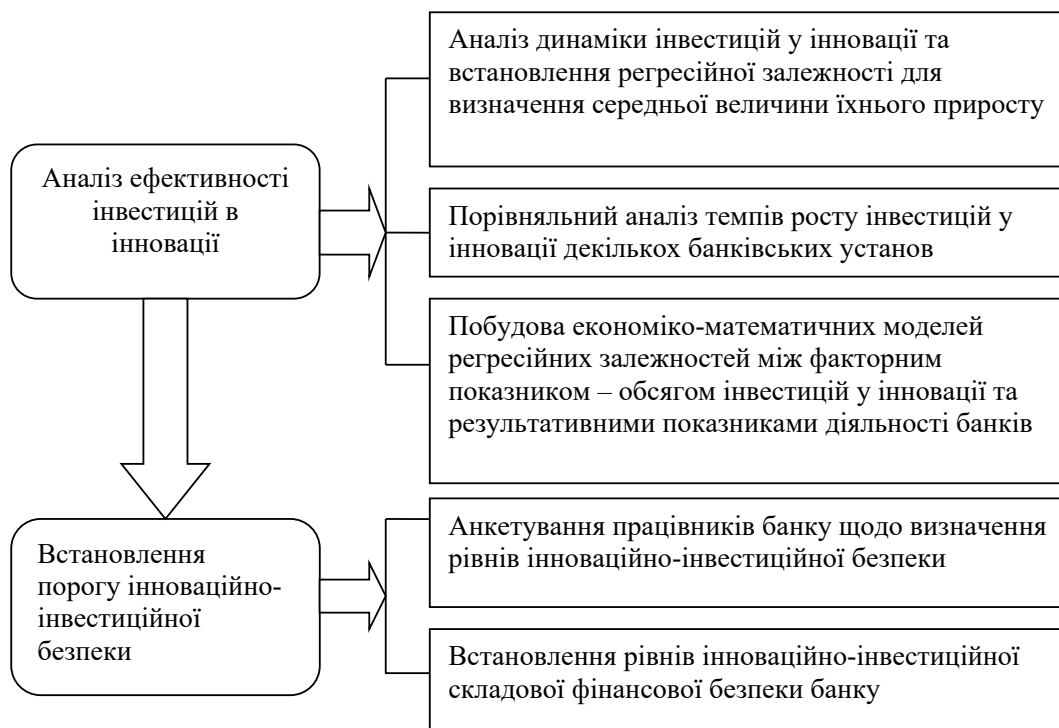 Аналіз ефективності
інвестицій в
інновації
Аналіз динаміки інвестицій у інновації та
встановлення регресійної залежності для
визначення середньої величини їхнього приросту
Порівняльний аналіз темпів росту інвестицій у
інновації декількох банківських установ
Побудова економіко-математичних моделей
регресійних залежностей між факторним
показником – обсягом інвестицій у інновації та
результативними показниками діяльності банків
Встановлення
порогу інноваційно-
інвестиційної
безпеки
Анкетування працівників банку щодо визначення
рівнів інноваційно-інвестиційної безпеки
Встановлення рівнів інноваційно-інвестиційної
складової фінансової безпеки банку